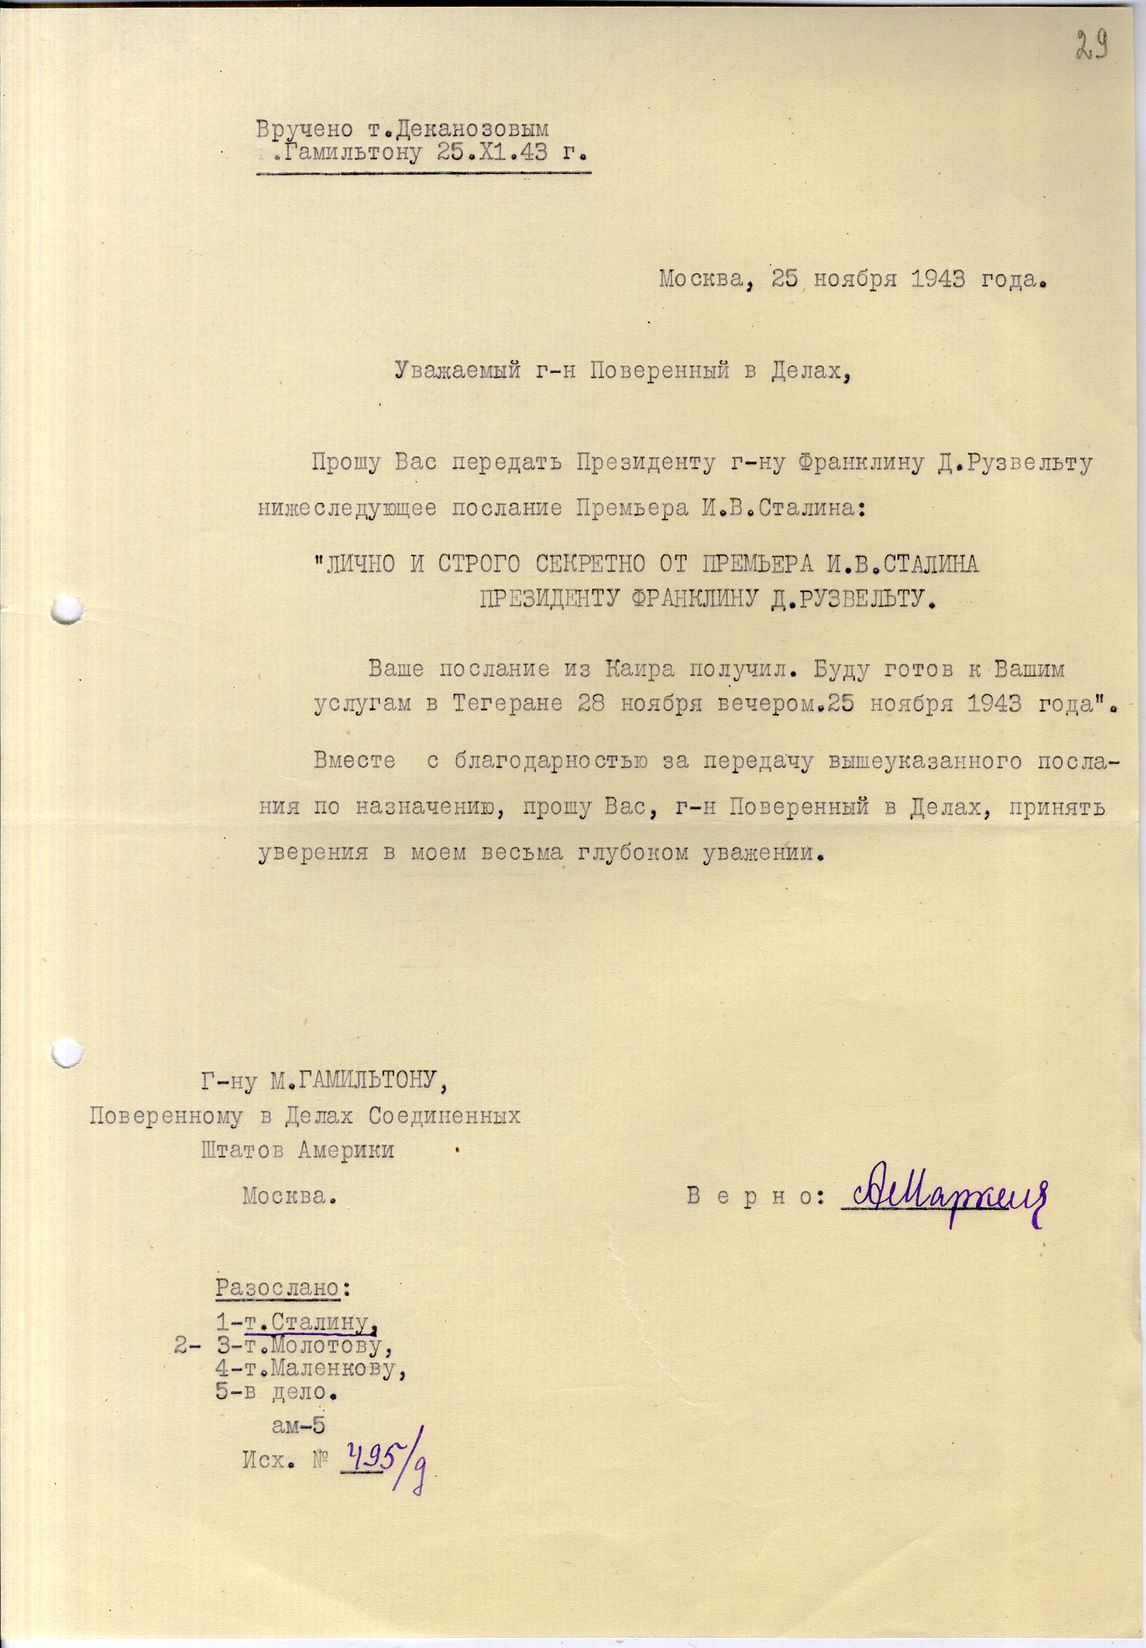 29
Вручено т.Деканозовым
.Гамильтону 25.X1.43 г.
Москва, 25 ноября 1943 года.
Уважаемый г-н Поверенный в Делах,
Прошу Вас передать Президенту г-ну Франклину Д.Рузвельту
нижеследующее послание Премьера И.В.Сталина:
"ЛИЧНО И СТРОГО СЕКРЕТНО ОТ ПРЕМЬЕРА И.В.СТАЛИНА
ПРЕЗИДЕНТУ ФРАНКЛИНУ Д.РУЗВЕЛЬТУ.
Ваше послание из Каира получил. Буду готов к Вашим
услугам в Тегеране 28 ноября вечером.25 ноября 1943 года".
Вместе с благодарностью за передачу вышеуказанного посла-
ния по назначению, прошу Вас, г-н Поверенный в Делах, принять
уверения в моем весьма глубоком уважении.
Г-ну М.ГАМИЛЬТОНУ,
Поверенному в Делах Соединенных
Штатов Америки
Москва.
Верно:
Разослано:
1-т.Сталину,
2- 3-т.Молотову,
4-т.Маленкову,
5-в дело.
ам-5
Исх. № 495/д